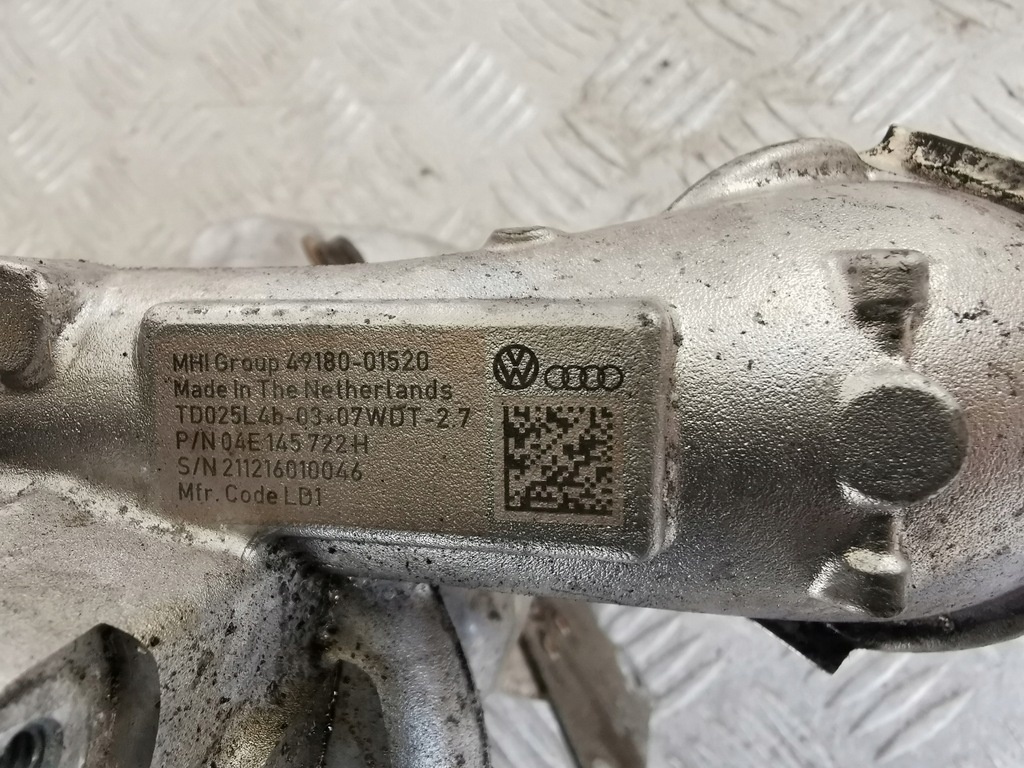 MHI Group 49180-01520
Made In The Netherlands
TD025L4b-03+07WDT-2.7
P/N 04E 145 722 H
S/N 211216010046
Mfr. Code LD1